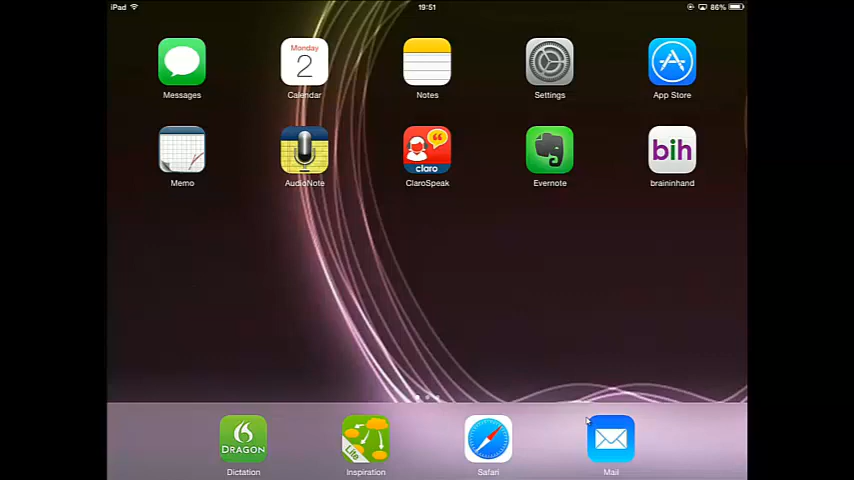 iPad 19:51 86%
Monday
2
Messages Calendar Notes Settings App Store
claro bih
Memo AudioNote ClaroSpeak Evernote braininhand
DRAGON Lite
Dictation Inspiration Safari Mail